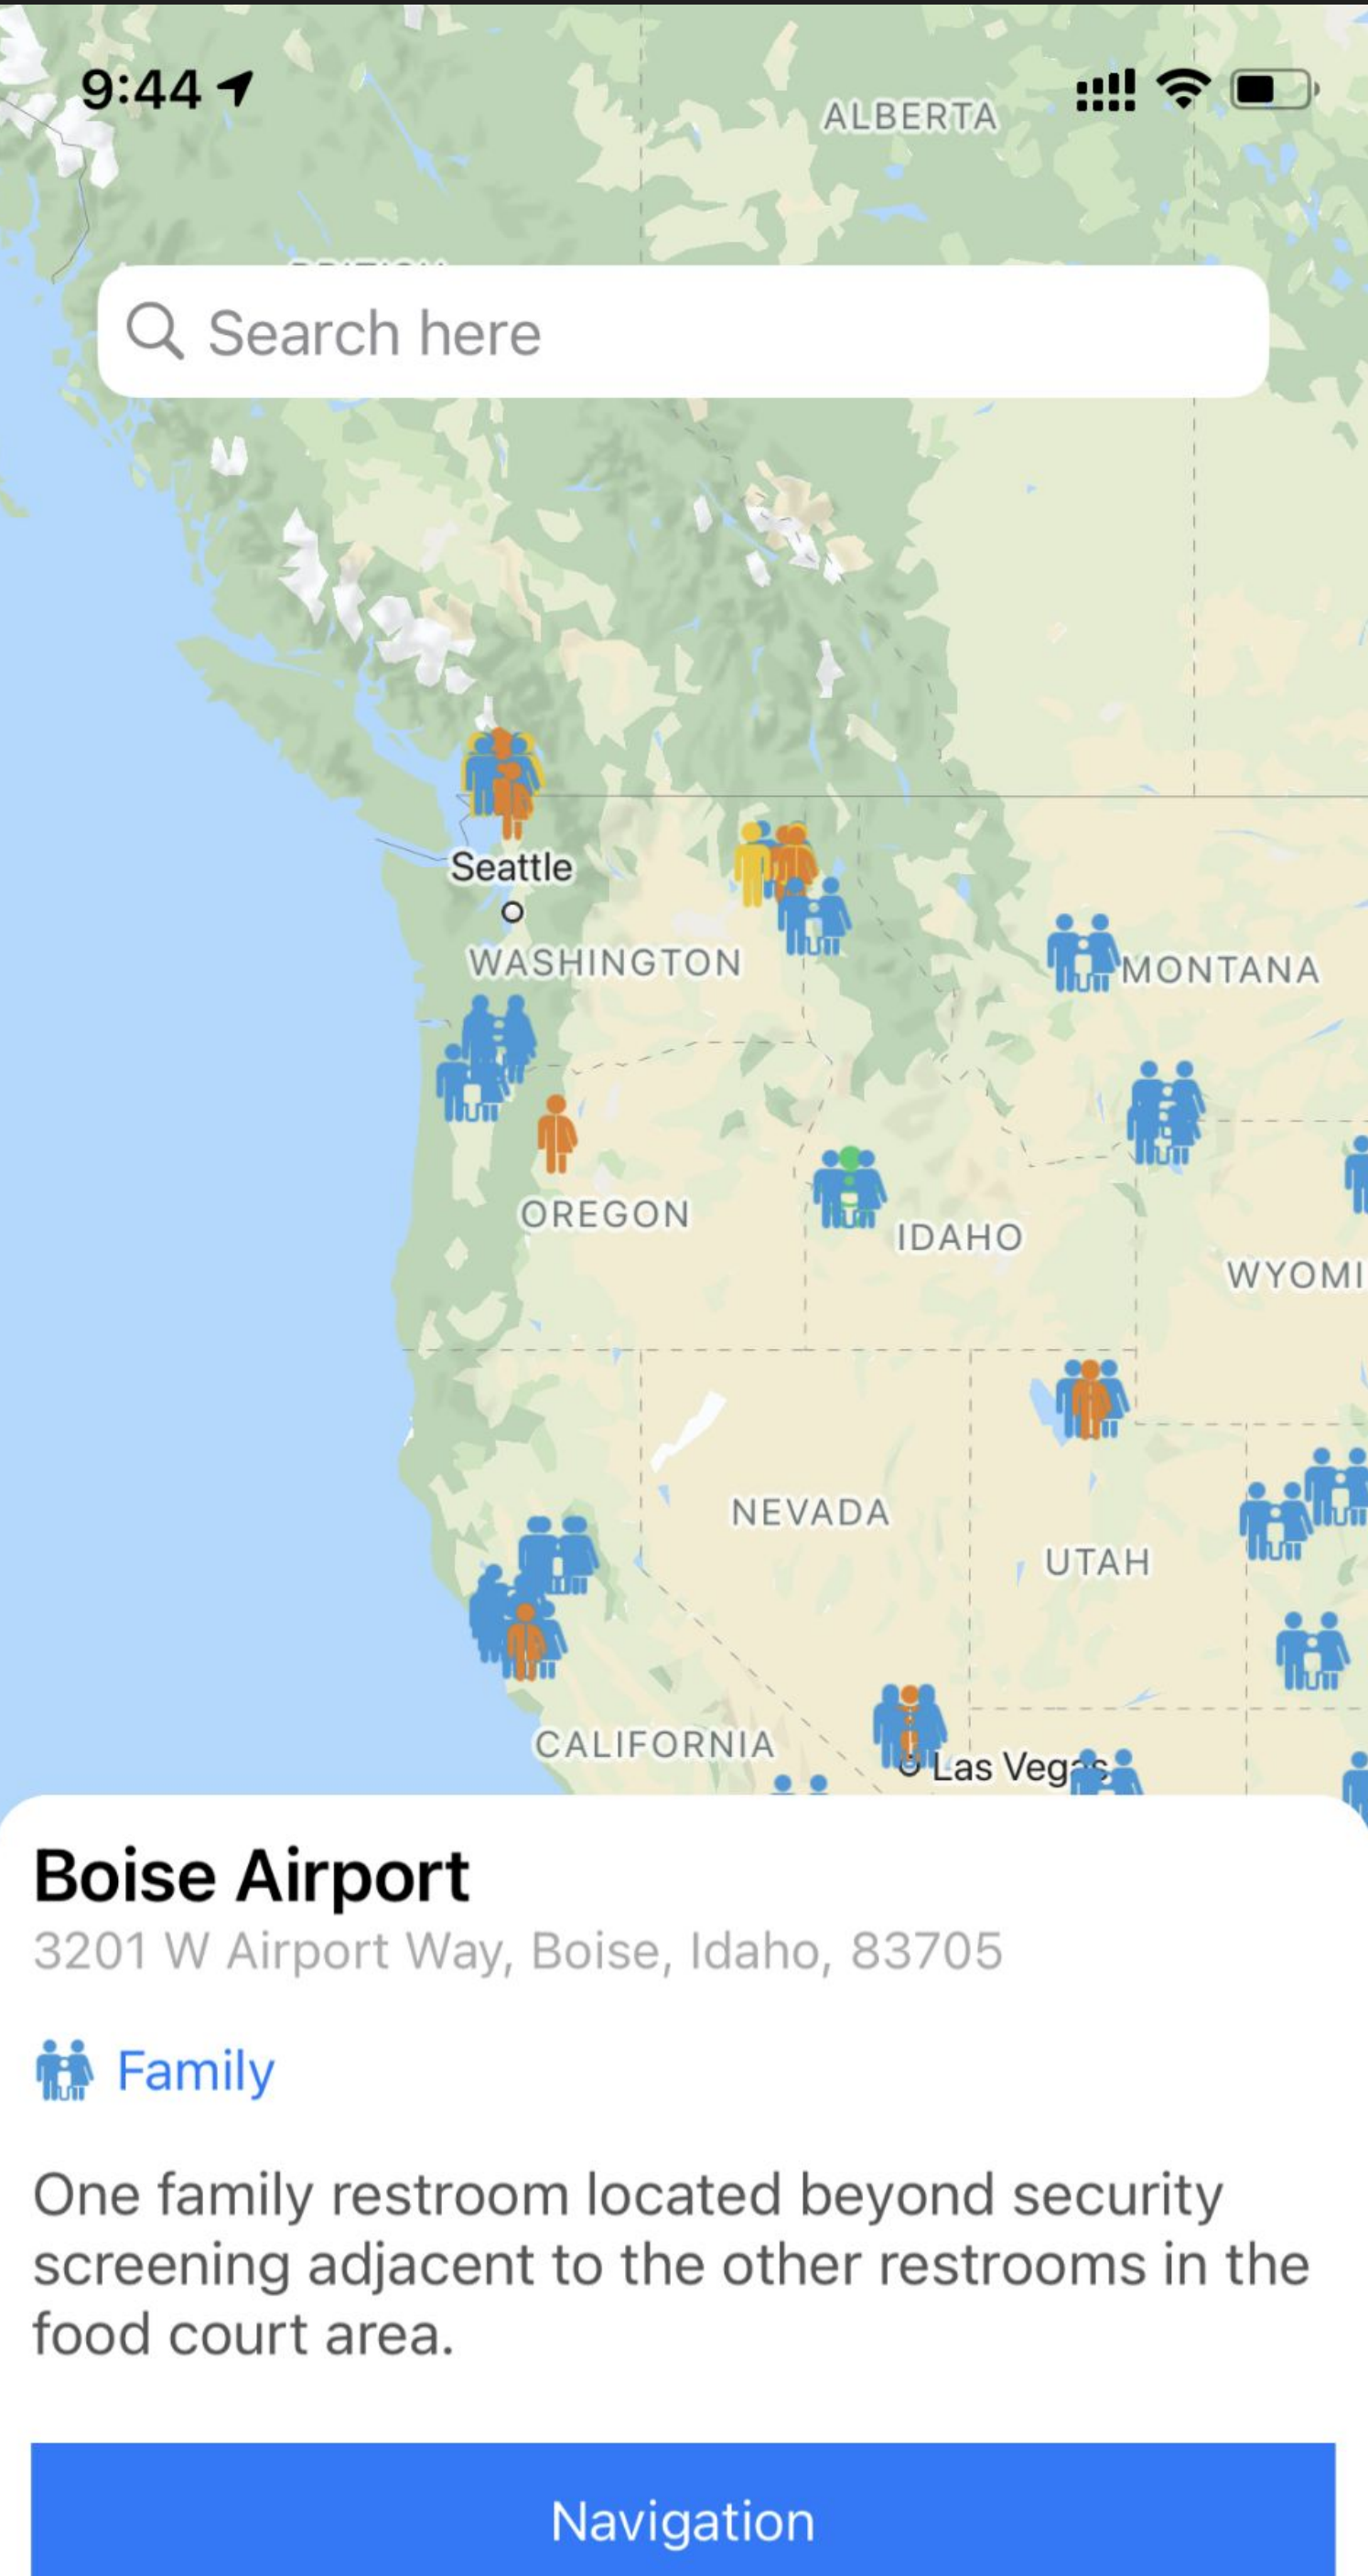 9:44
ALBERTA
Search here
Seattle
WASHINGTON
MONTANA
OREGON
IDAHO
WYOMI
NEVADA
UTAH
CALIFORNIA
Las Vegas
Boise Airport
3201 W Airport Way, Boise, Idaho, 83705
Family
One family restroom located beyond security
screening adjacent to the other restrooms in the
food court area.
Navigation